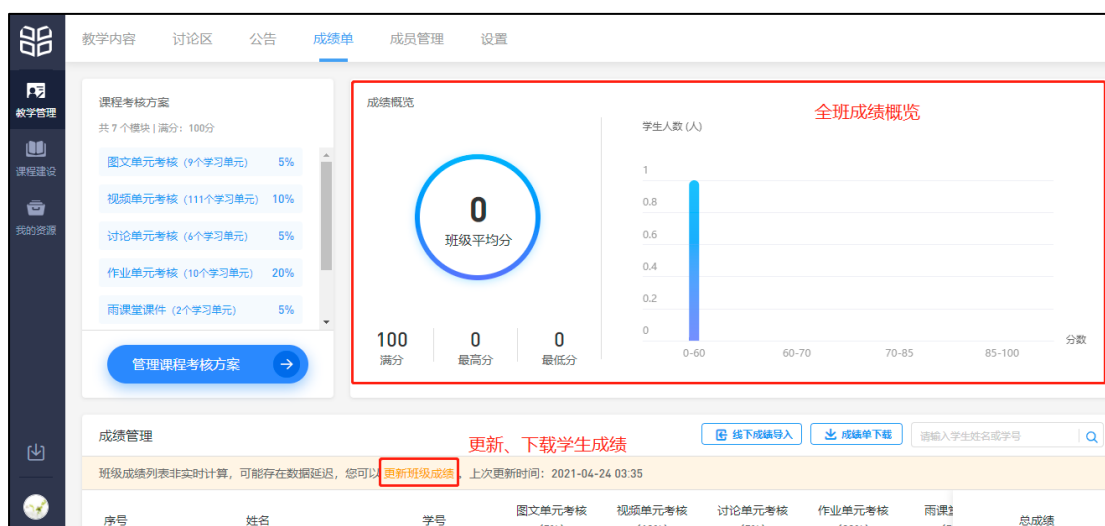 教学内容 讨论区 公告 成绩单 成员管理 设置
教学管理
课程建设
我的资源
课程考核方案
共 7 个模块 | 满分：100分
图文单元考核 (9个学习单元) 5%
视频单元考核 (111个学习单元) 10%
讨论单元考核 (6个学习单元) 5%
作业单元考核 (10个学习单元) 20%
雨课堂课件 (2个学习单元) 5%
管理课程考核方案
成绩概览
全班成绩概览
0
班级平均分
100 0 0
满分 最高分 最低分
学生人数 (人)
1
0.8
0.6
0.4
0.2
0
0-60 60-70 70-85 85-100
分数
成绩管理
更新、下载学生成绩
线下成绩导入 成绩单下载 请输入学生姓名或学号
班级成绩列表非实时计算，可能存在数据延迟，您可以 更新班级成绩 ，上次更新时间：2021-04-24 03:35
序号 姓名 学号 图文单元考核 视频单元考核 讨论单元考核 作业单元考核 雨课 总成绩